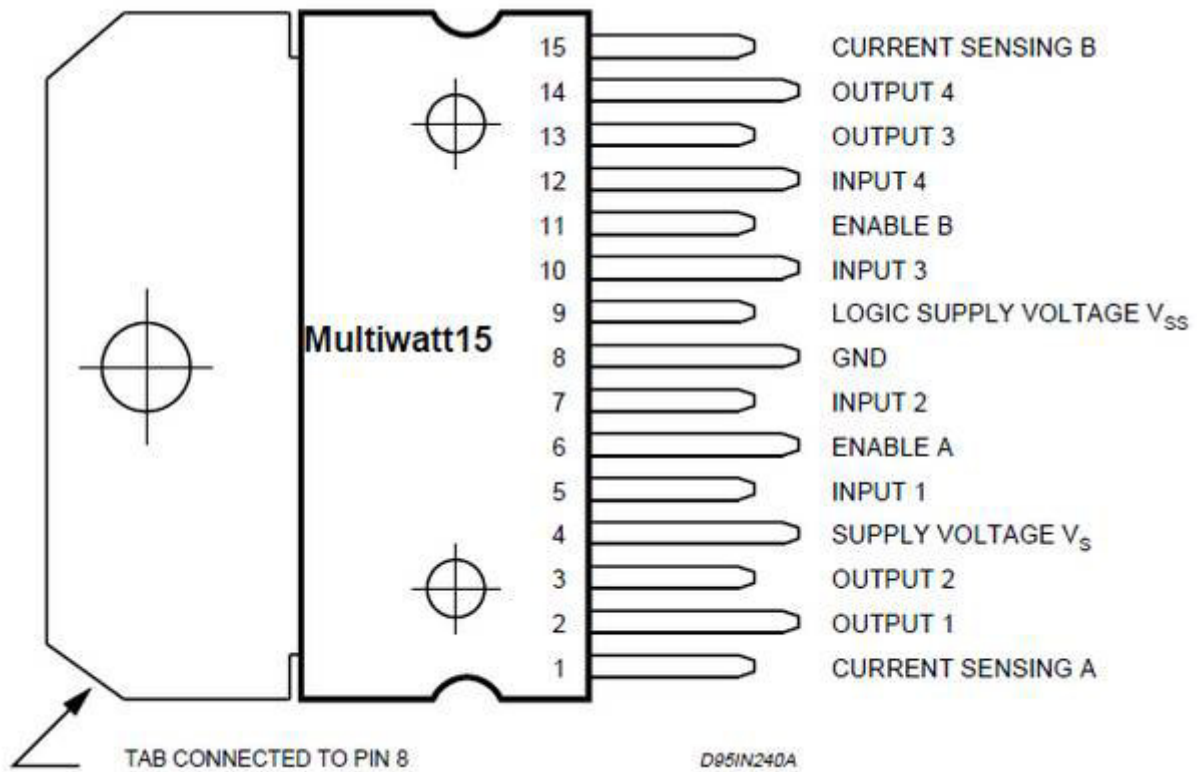 15 CURRENT SENSING B
14 OUTPUT 4
13 OUTPUT 3
12 INPUT 4
11 ENABLE B
10 INPUT 3
9 LOGIC SUPPLY VOLTAGE VSS
Multiwatt15
8 GND
7 INPUT 2
6 ENABLE A
5 INPUT 1
4 SUPPLY VOLTAGE VS
3 OUTPUT 2
2 OUTPUT 1
1 CURRENT SENSING A
TAB CONNECTED TO PIN 8
D95IN240A